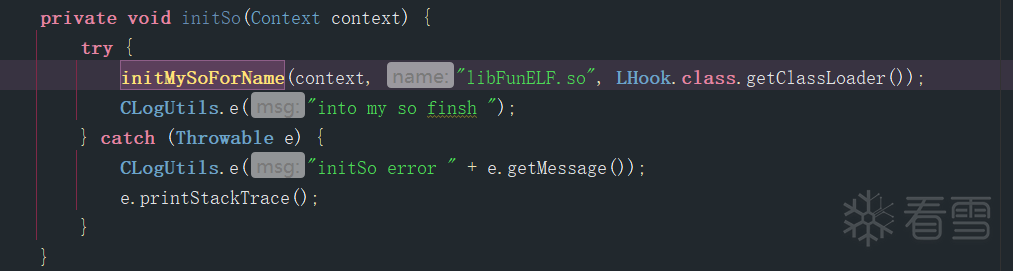 private void initSo(Context context) {
try {
initMySoForName(context, name: "libFunELF.so", LHook.class.getClassLoader());
CLogUtils.e(msg: "into my so finsh ");
} catch (Throwable e) {
CLogUtils.e(msg: "initSo error " + e.getMessage());
e.printStackTrace();
}
}
看雪